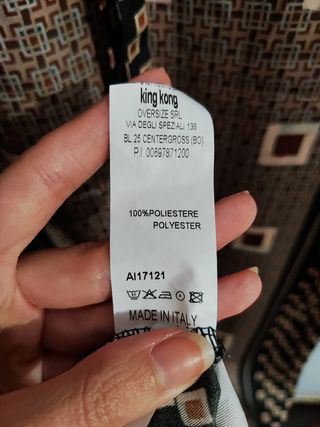 king kong
OVERSIZE SRL
VIA DEGLI SPEZIALI 138
BL 25 CENTERGROSS (BO)
P.I. 00697871200
100%POLIESTERE
POLYESTER
AI17121
MADE IN ITALY